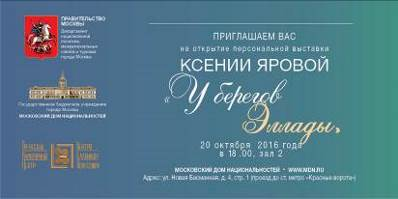 ПРАВИТЕЛЬСТВО
МОСКВЫ
Департамент
национальной
политики,
межрегиональных
связей и туризма
города Москвы
Государственное бюджетное учреждение
города Москвы
МОСКОВСКИЙ ДОМ НАЦИОНАЛЬНОСТЕЙ
ПРИГЛАШАЕМ ВАС
на открытие персональной выставки
КСЕНИИ ЯРОВОЙ
«У берегов
Эллады»
20 октября 2016 года
в 18.00, зал 2
МОСКОВСКИЙ ДОМ НАЦИОНАЛЬНОСТЕЙ • WWW.MDN.RU
Адрес: ул. Новая Басманная, д. 4, стр. 1 (проезд до ст. метро «Красные ворота»)